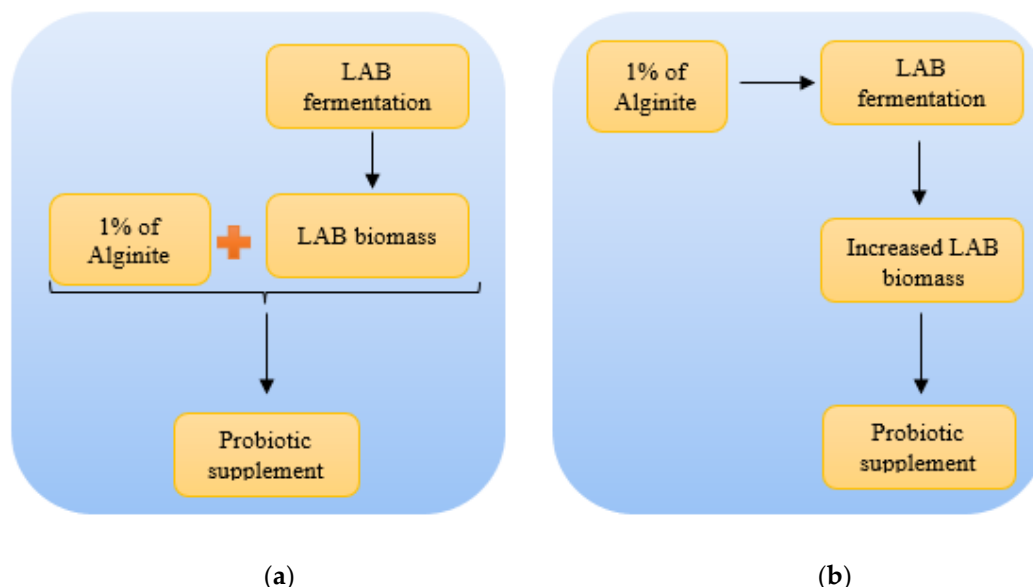 LAB
fermentation
1% of
Alginite
LAB biomass
Probiotic
supplement
(a)
1% of
Alginite
LAB
fermentation
Increased LAB
biomass
Probiotic
supplement
(b)